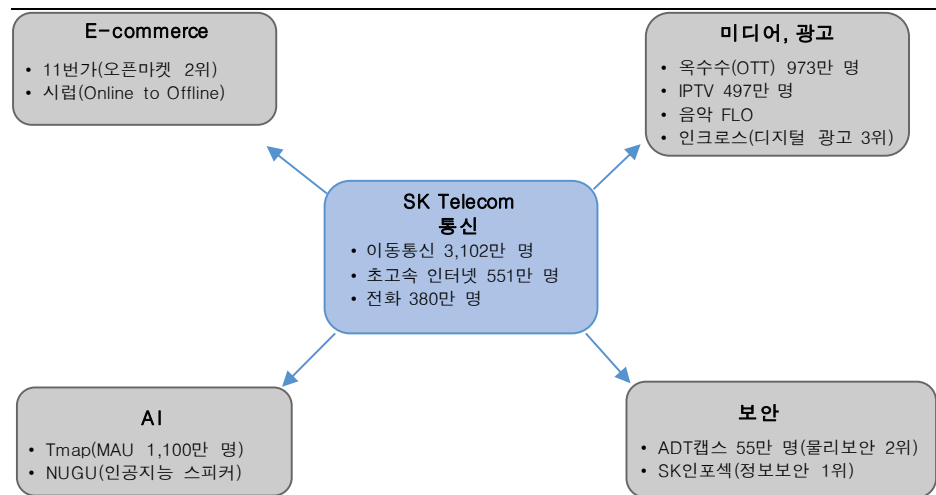 E-commerce
• 11번가(오픈마켓 2위)
• 시럽(Online to Offline)
미디어, 광고
• 옥수수(OTT) 973만 명
• IPTV 497만 명
• 음악 FLO
• 인크로스(디지털 광고 3위)
SK Telecom
통신
• 이동통신 3,102만 명
• 초고속 인터넷 551만 명
• 전화 380만 명
AI
• Tmap(MAU 1,100만 명)
• NUGU(인공지능 스피커)
보안
• ADT캡스 55만 명(물리보안 2위)
• SK인포섹(정보보안 1위)